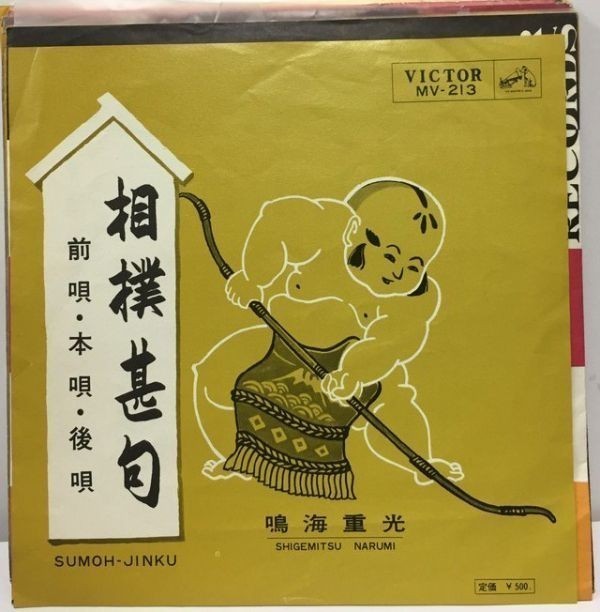 VICTOR
MV-213
RECORDS
相撲甚句
前唄・本唄・後唄
SUMOH-JINKU
鳴海重光
SHIGEMITSU NARUMI
定価 ¥500.